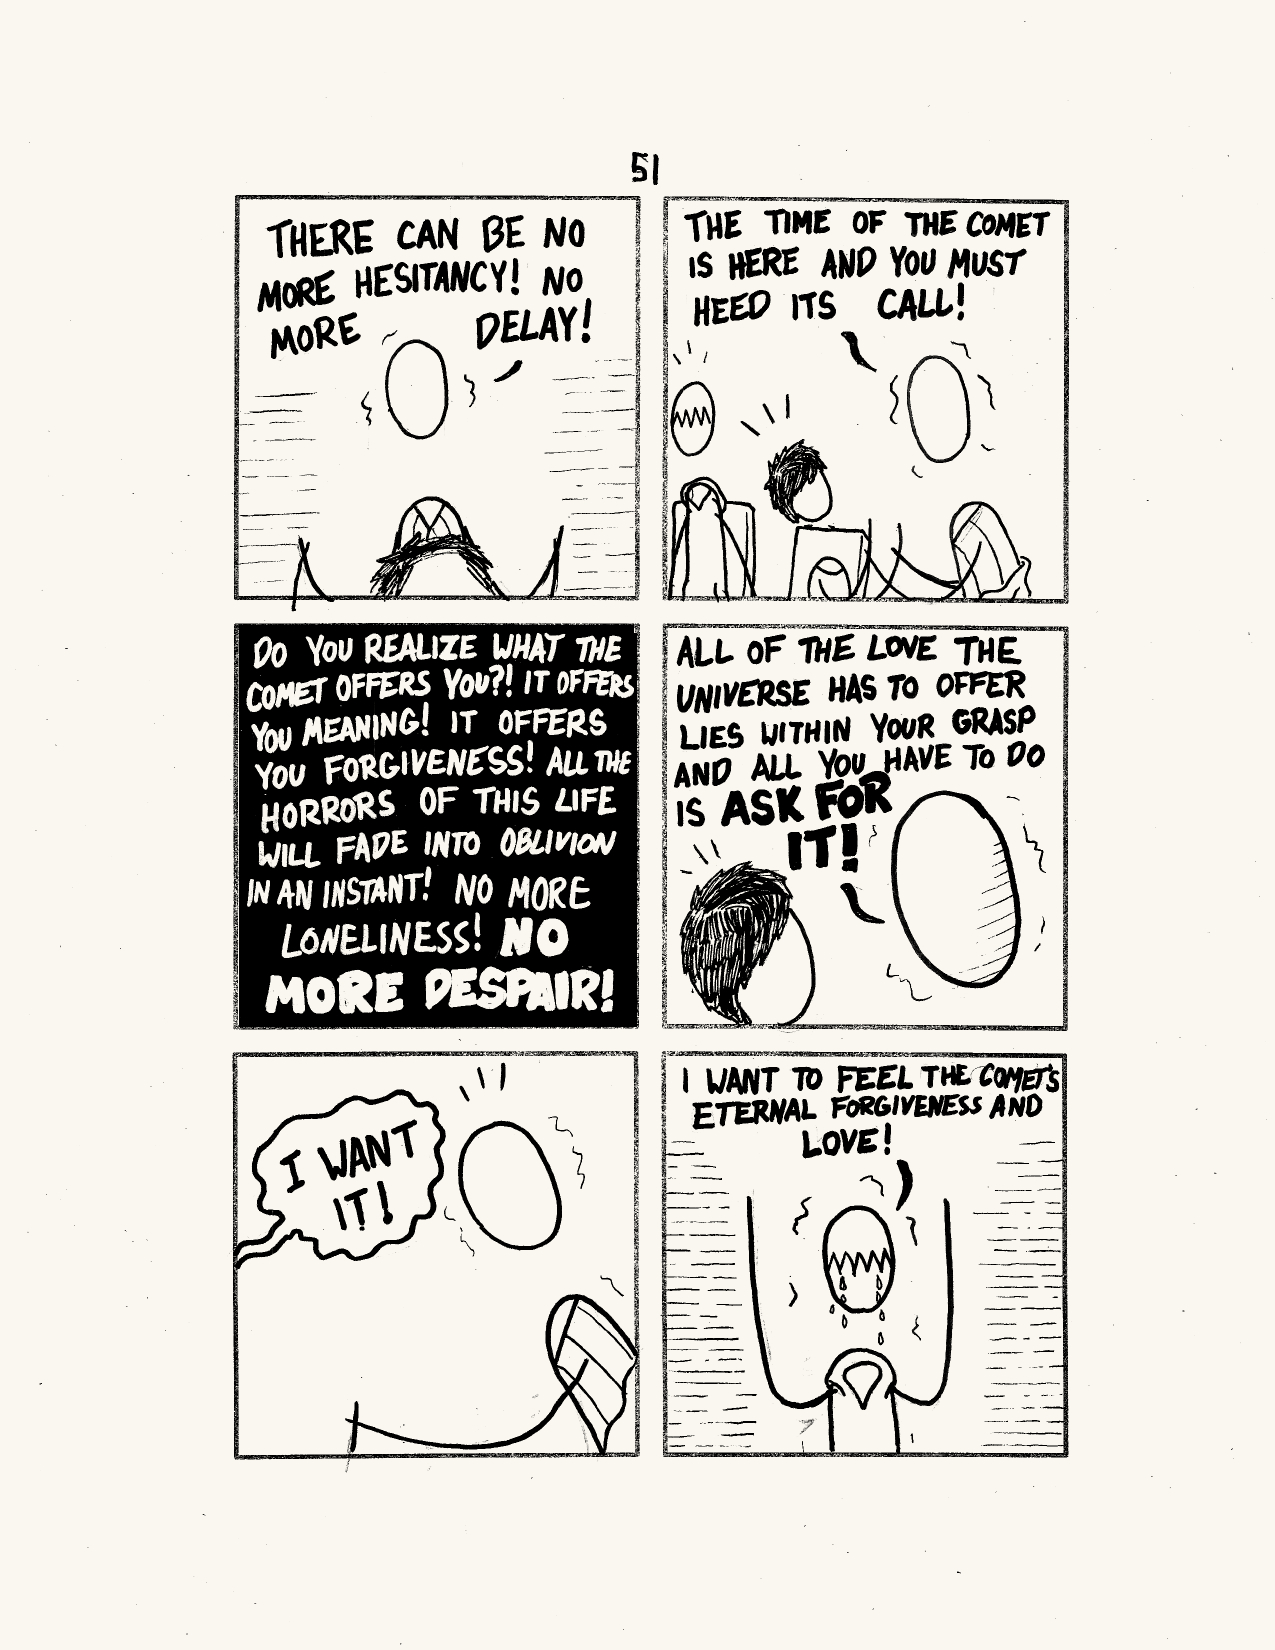 51
THERE CAN BE NO
MORE HESITANCY! NO
MORE DELAY!
THE TIME OF THE COMET
IS HERE AND YOU MUST
HEED ITS CALL!
DO YOU REALIZE WHAT THE
COMET OFFERS YOU?! IT OFFERS
YOU MEANING! IT OFFERS
YOU FORGIVENESS! ALL THE
HORRORS OF THIS LIFE
WILL FADE INTO OBLIVION
IN AN INSTANT! NO MORE
LONELINESS! NO
MORE DESPAIR!
ALL OF THE LOVE THE
UNIVERSE HAS TO OFFER
LIES WITHIN YOUR GRASP
AND ALL YOU HAVE TO DO
IS ASK FOR
IT!
I WANT
IT!
I WANT TO FEEL THE COMET'S
ETERNAL FORGIVENESS AND
LOVE!